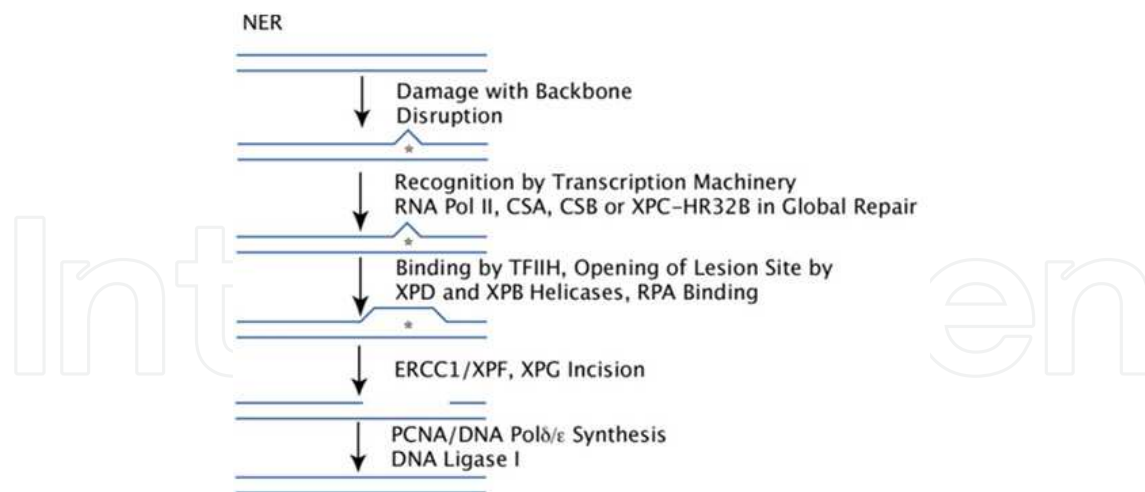 NER
Damage with Backbone
Disruption
*
Recognition by Transcription Machinery
RNA Pol II, CSA, CSB or XPC-HR32B in Global Repair
*
Binding by TFIIH, Opening of Lesion Site by
XPD and XPB Helicases, RPA Binding
*
ERCC1/XPF, XPG Incision
PCNA/DNA Polδ/ε Synthesis
DNA Ligase I
Int en